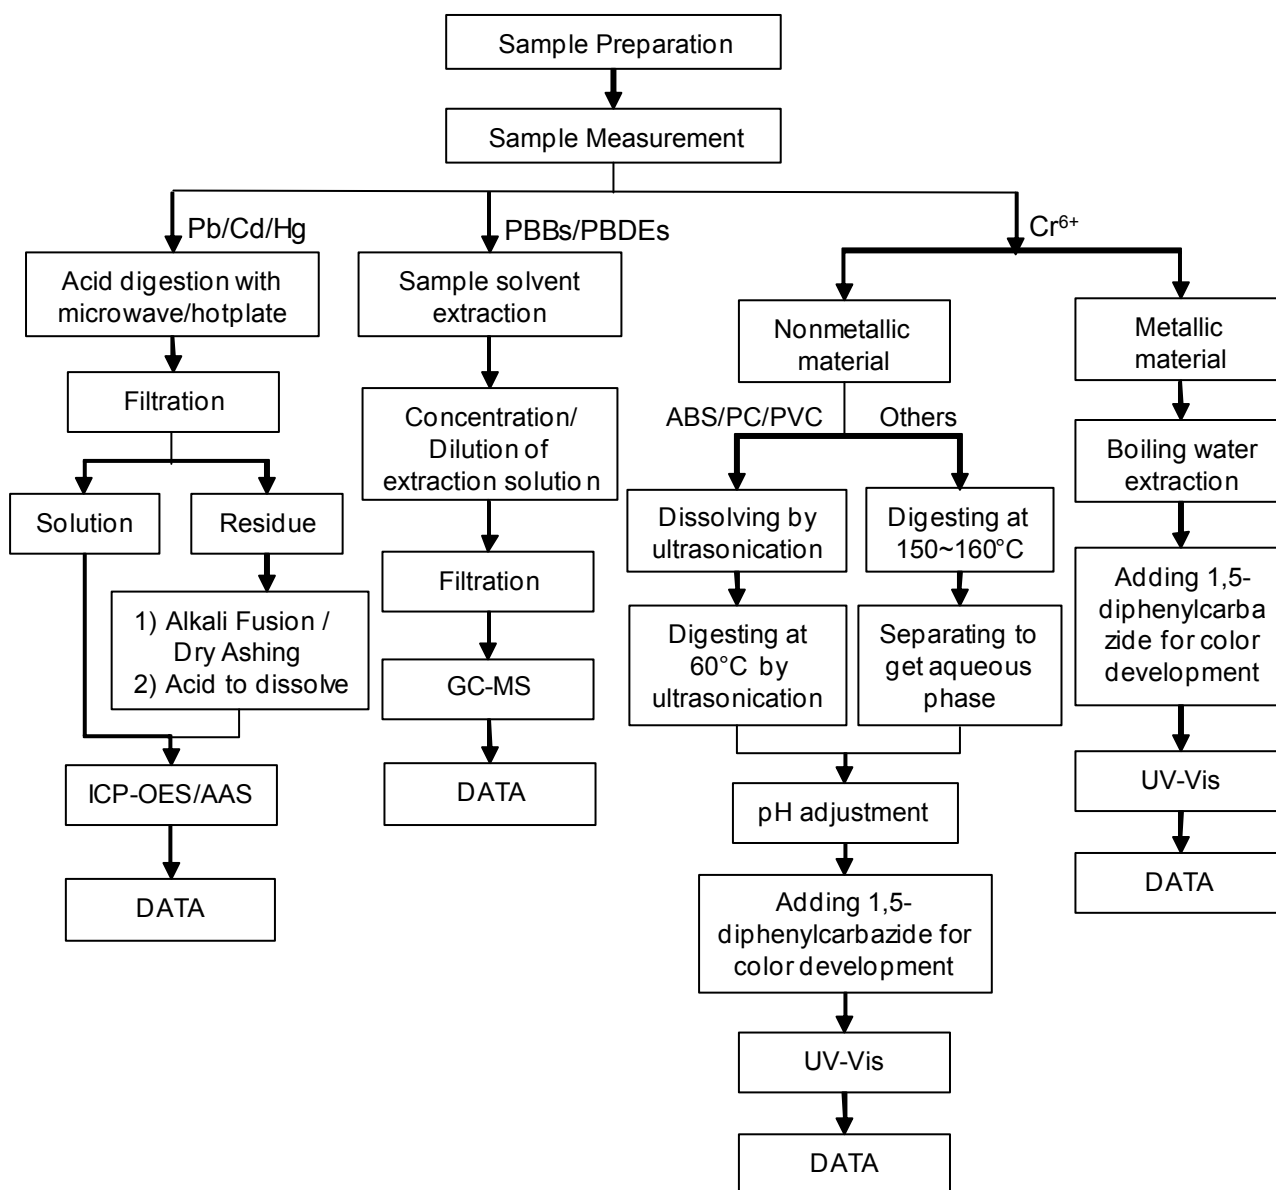 Sample Preparation
Sample Measurement
Pb/Cd/Hg
PBBs/PBDEs
Cr⁶⁺
Acid digestion with
microwave/hotplate
Filtration
Solution
Residue
1) Alkali Fusion /
Dry Ashing
2) Acid to dissolve
ICP-OES/AAS
DATA
Sample solvent
extraction
Concentration/
Dilution of
extraction solution
Filtration
GC-MS
DATA
Nonmetallic
material
ABS/PC/PVC
Others
Dissolving by
ultrasonication
Digesting at
60°C by
ultrasonication
Digesting at
150~160°C
Separating to
get aqueous
phase
pH adjustment
Adding 1,5-
diphenylcarbazide for
color development
UV-Vis
DATA
Metallic
material
Boiling water
extraction
Adding 1,5-
diphenylcarba
zide for color
development
UV-Vis
DATA